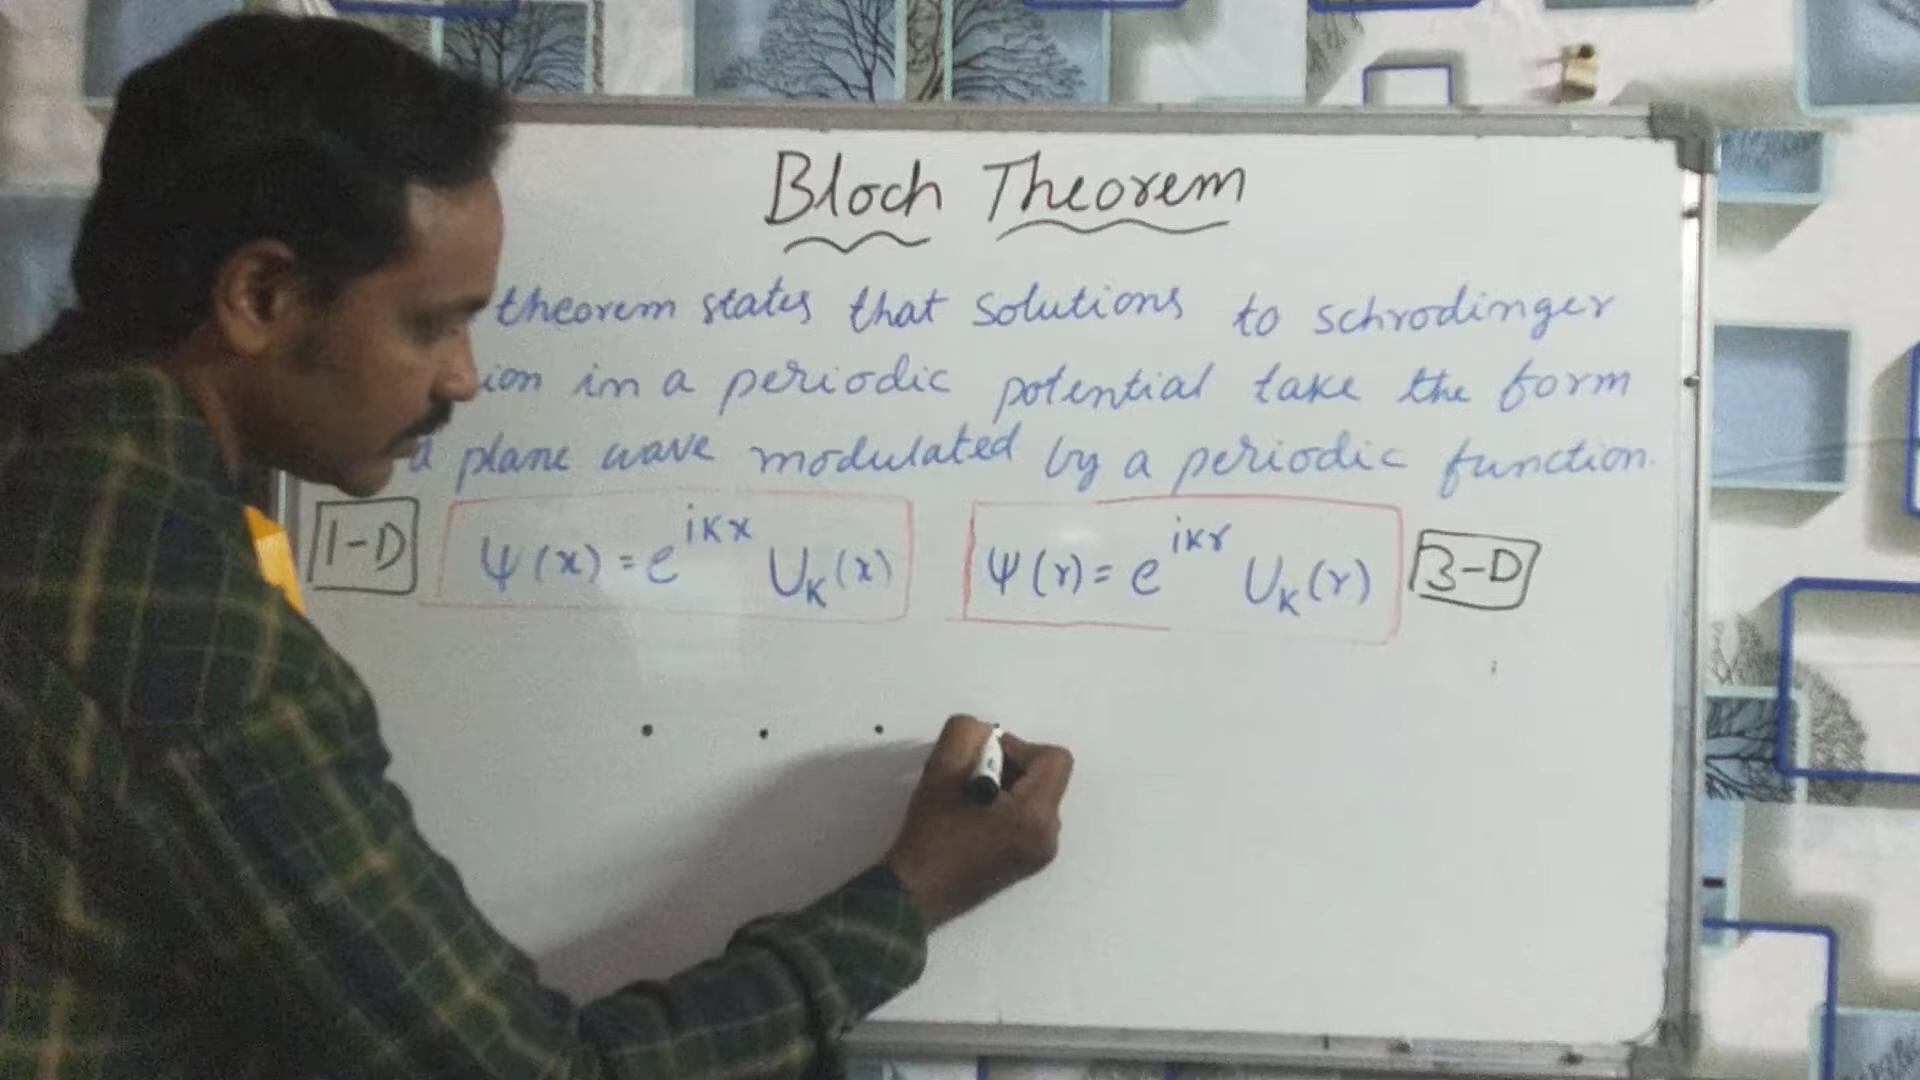 Bloch Theorem
theorem states that solutions to schrodinger
ion in a periodic potential take the form
a plane wave modulated by a periodic function.
1-D ψ(x) = e^{ikx} U_K(x) ψ(r) = e^{ikr} U_K(r) 3-D